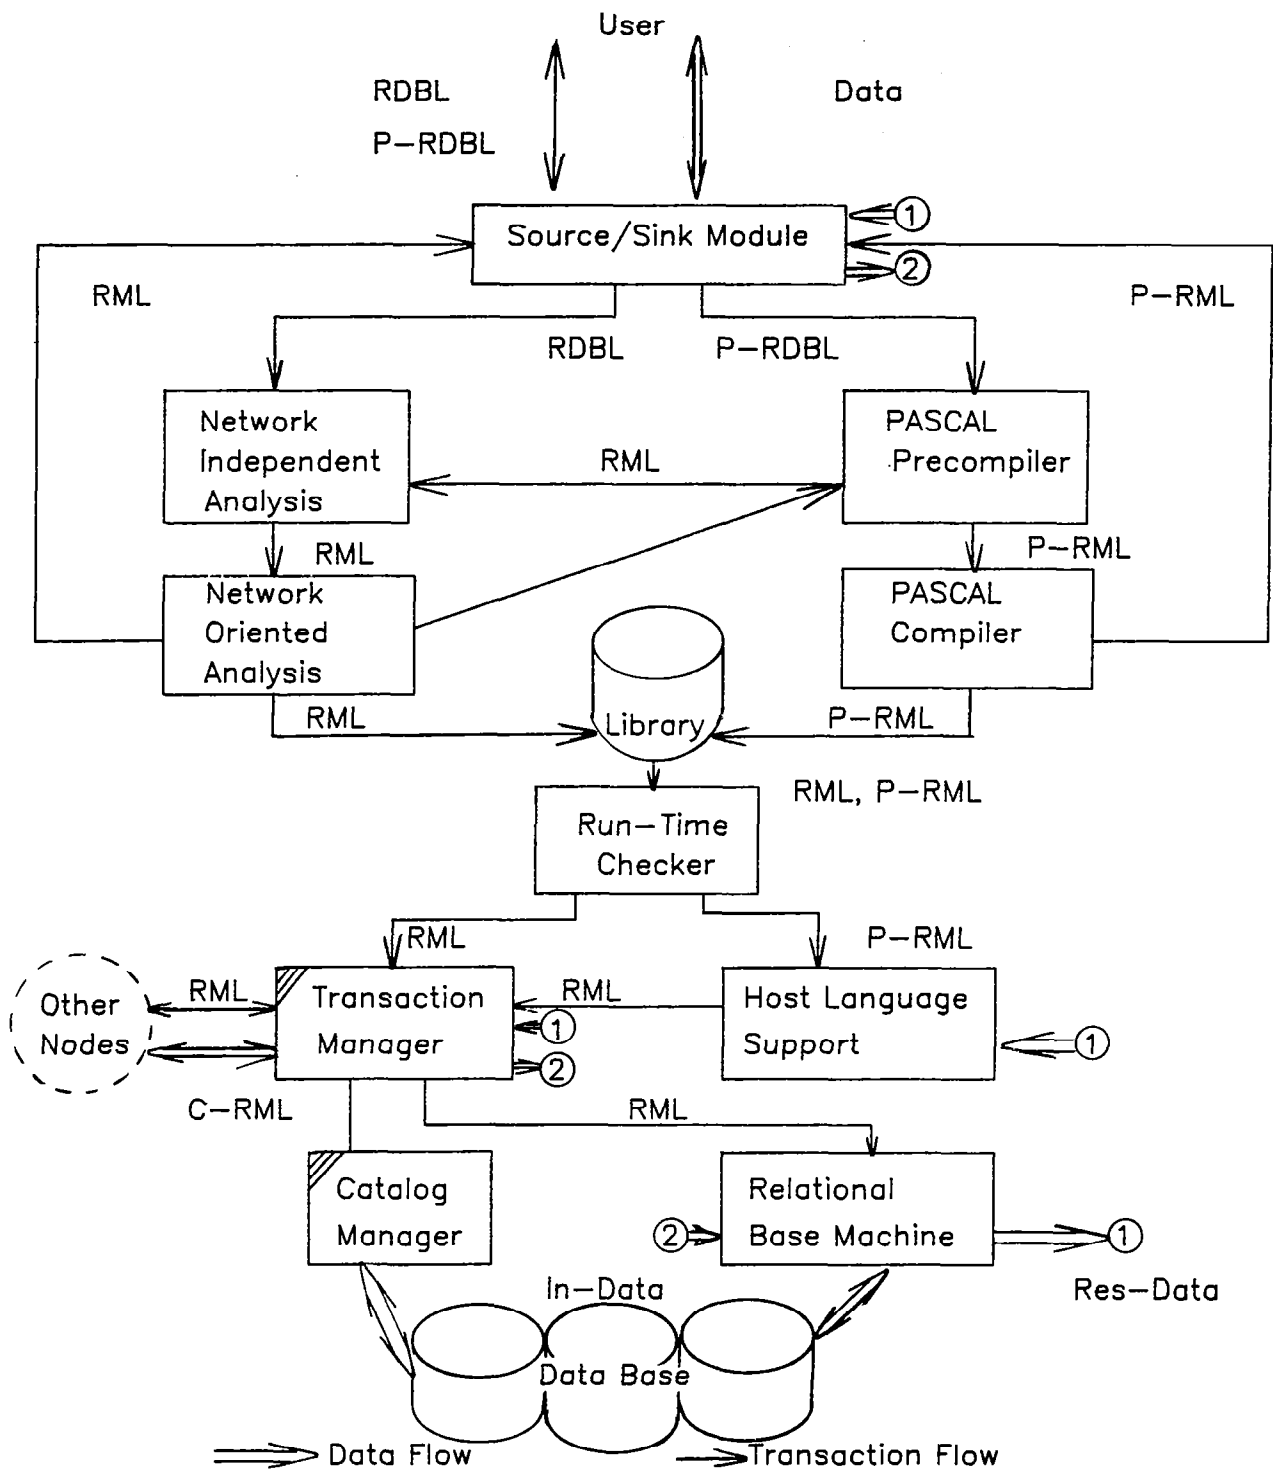 User
RDBL
Data
P-RDBL
1
Source/Sink Module
2
RML
P-RML
RDBL
P-RDBL
Network
Independent
Analysis
RML
PASCAL
Precompiler
RML
P-RML
Network
Oriented
Analysis
PASCAL
Compiler
RML
Library
P-RML
RML, P-RML
Run-Time
Checker
RML
P-RML
Other
Nodes
RML
Transaction
Manager
RML
1
2
Host Language
Support
1
C-RML
RML
Catalog
Manager
2
Relational
Base Machine
1
In-Data
Res-Data
Data Base
Data Flow
Transaction Flow